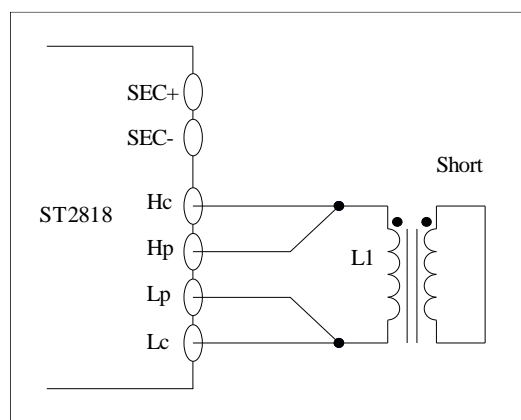 SEC+
SEC-
Short
ST2818
Hc
Hp
L1
Lp
Lc